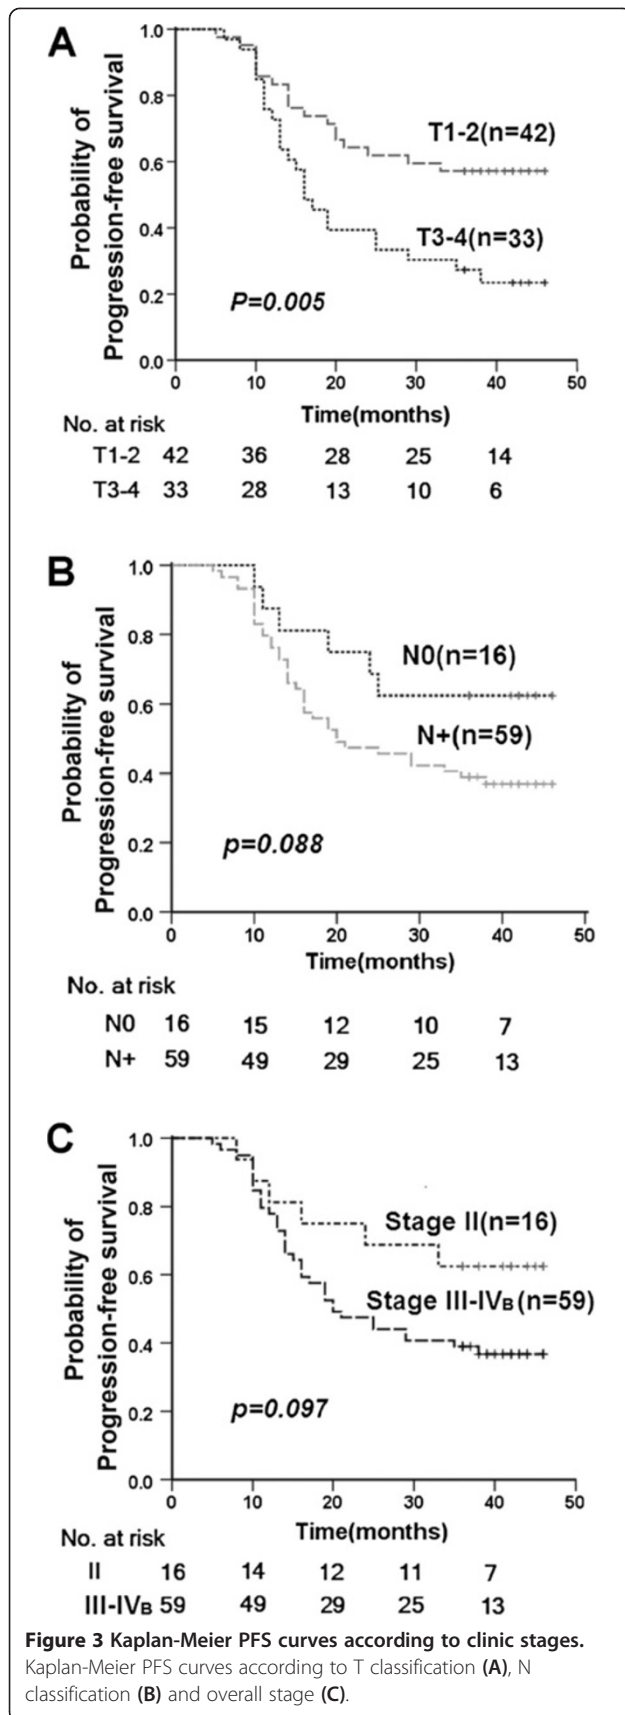 A
Probability of
Progression-free survival
1.0
0.8
0.6
0.4
0.2
0.0
T1-2(n=42)
T3-4(n=33)
P=0.005
0 10 20 30 40 50
Time(months)
No. at risk
T1-2 42 36 28 25 14
T3-4 33 28 13 10 6
B
Probability of
Progression-free survival
1.0
0.8
0.6
0.4
0.2
0.0
N0(n=16)
N+(n=59)
p=0.088
0 10 20 30 40 50
Time(months)
No. at risk
N0 16 15 12 10 7
N+ 59 49 29 25 13
C
Probability of
Progression-free survival
1.0
0.8
0.6
0.4
0.2
0.0
Stage II(n=16)
Stage III-IVB(n=59)
p=0.097
0 10 20 30 40 50
Time(months)
No. at risk
II 16 14 12 11 7
III-IVB 59 49 29 25 13
Figure 3 Kaplan-Meier PFS curves according to clinic stages.
Kaplan-Meier PFS curves according to T classification (A), N
classification (B) and overall stage (C).